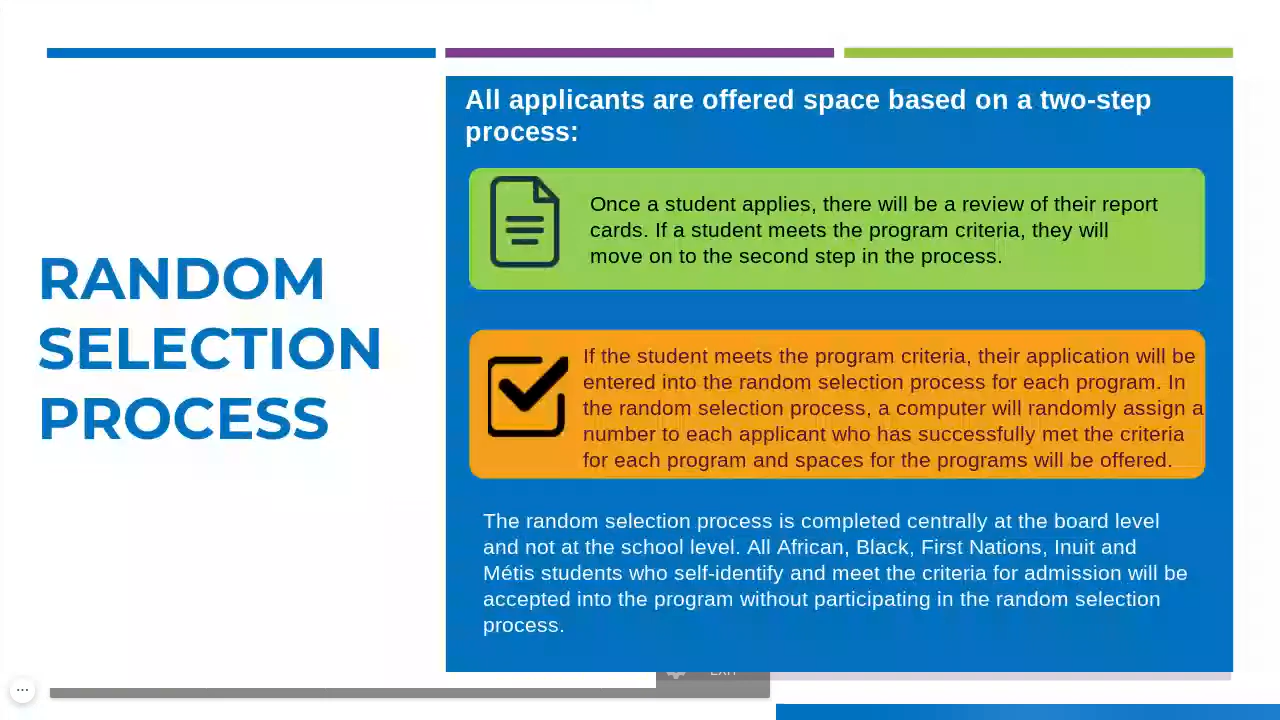 RANDOM
SELECTION
PROCESS
All applicants are offered space based on a two-step
process:
Once a student applies, there will be a review of their report
cards. If a student meets the program criteria, they will
move on to the second step in the process.
If the student meets the program criteria, their application will be
entered into the random selection process for each program. In
the random selection process, a computer will randomly assign a
number to each applicant who has successfully met the criteria
for each program and spaces for the programs will be offered.
The random selection process is completed centrally at the board level
and not at the school level. All African, Black, First Nations, Inuit and
Métis students who self-identify and meet the criteria for admission will be
accepted into the program without participating in the random selection
process.